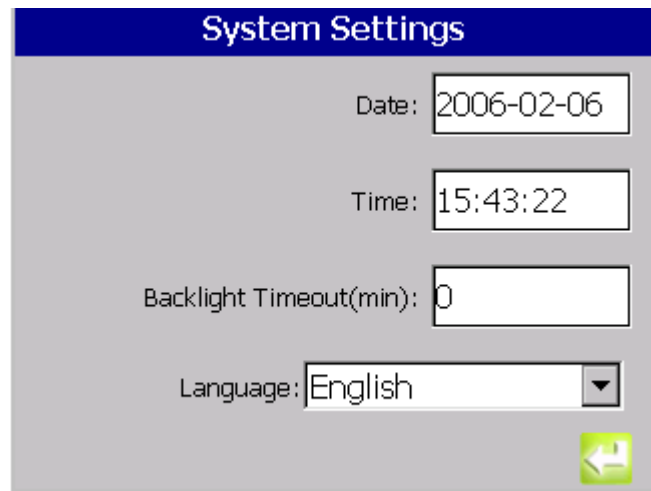 System Settings
Date: 2006-02-06
Time: 15:43:22
Backlight Timeout(min): 0
Language: English